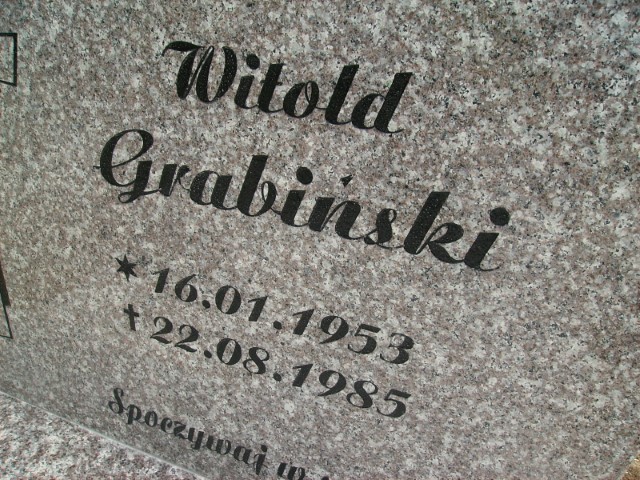 Witold
Grabiński
* 16.01.1953
† 22.08.1985
Spoczywaj w